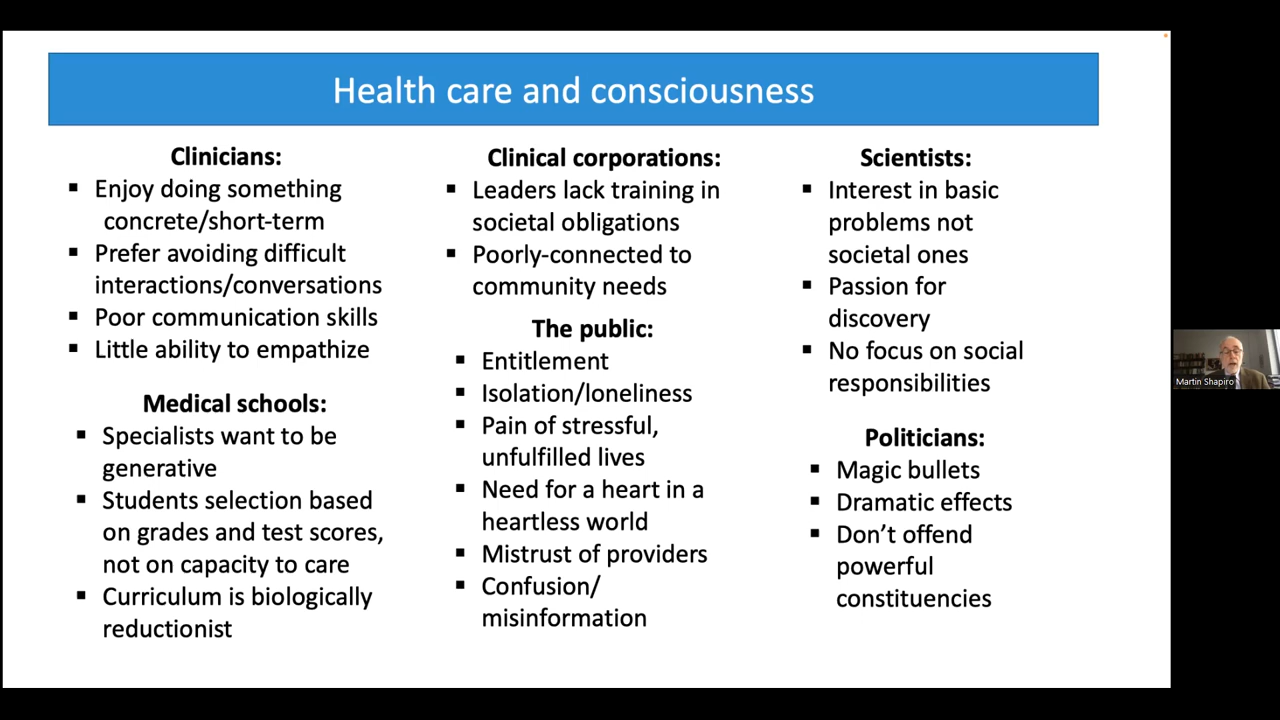 Health care and consciousness
Clinicians:
▪ Enjoy doing something
concrete/short-term
▪ Prefer avoiding difficult
interactions/conversations
▪ Poor communication skills
▪ Little ability to empathize
Medical schools:
▪ Specialists want to be
generative
▪ Students selection based
on grades and test scores,
not on capacity to care
▪ Curriculum is biologically
reductionist
Clinical corporations:
▪ Leaders lack training in
societal obligations
▪ Poorly-connected to
community needs
The public:
▪ Entitlement
▪ Isolation/loneliness
▪ Pain of stressful,
unfulfilled lives
▪ Need for a heart in a
heartless world
▪ Mistrust of providers
▪ Confusion/
misinformation
Scientists:
▪ Interest in basic
problems not
societal ones
▪ Passion for
discovery
▪ No focus on social
responsibilities
Politicians:
▪ Magic bullets
▪ Dramatic effects
▪ Don’t offend
powerful
constituencies
Martin Shapiro